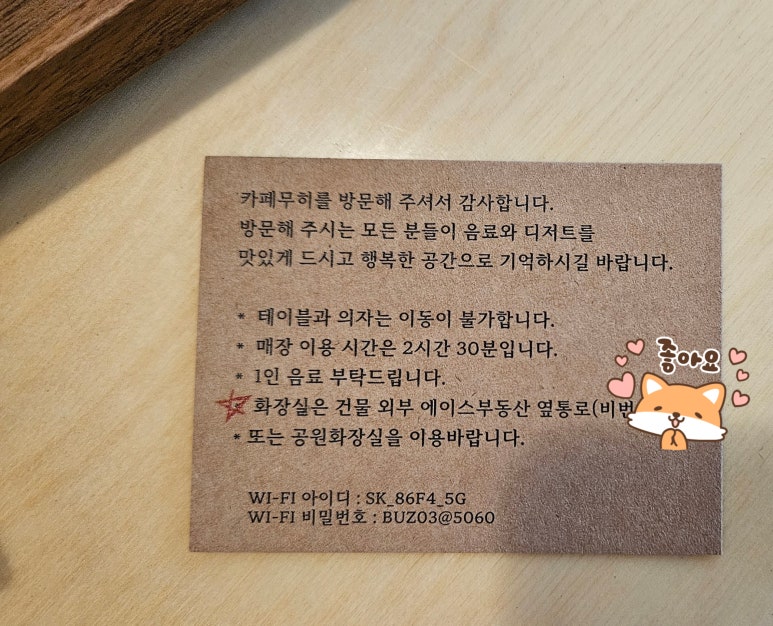 카페무히를 방문해 주셔서 감사합니다.
방문해 주시는 모든 분들이 음료와 디저트를
맛있게 드시고 행복한 공간으로 기억하시길 바랍니다.
* 테이블과 의자는 이동이 불가합니다.
* 매장 이용 시간은 2시간 30분입니다.
* 1인 음료 부탁드립니다.
화장실은 건물 외부 에이스부동산 옆통로(비번
* 또는 공원화장실을 이용바랍니다.
좋아요
WI-FI 아이디 : SK_86F4_5G
WI-FI 비밀번호 : BUZ03@5060